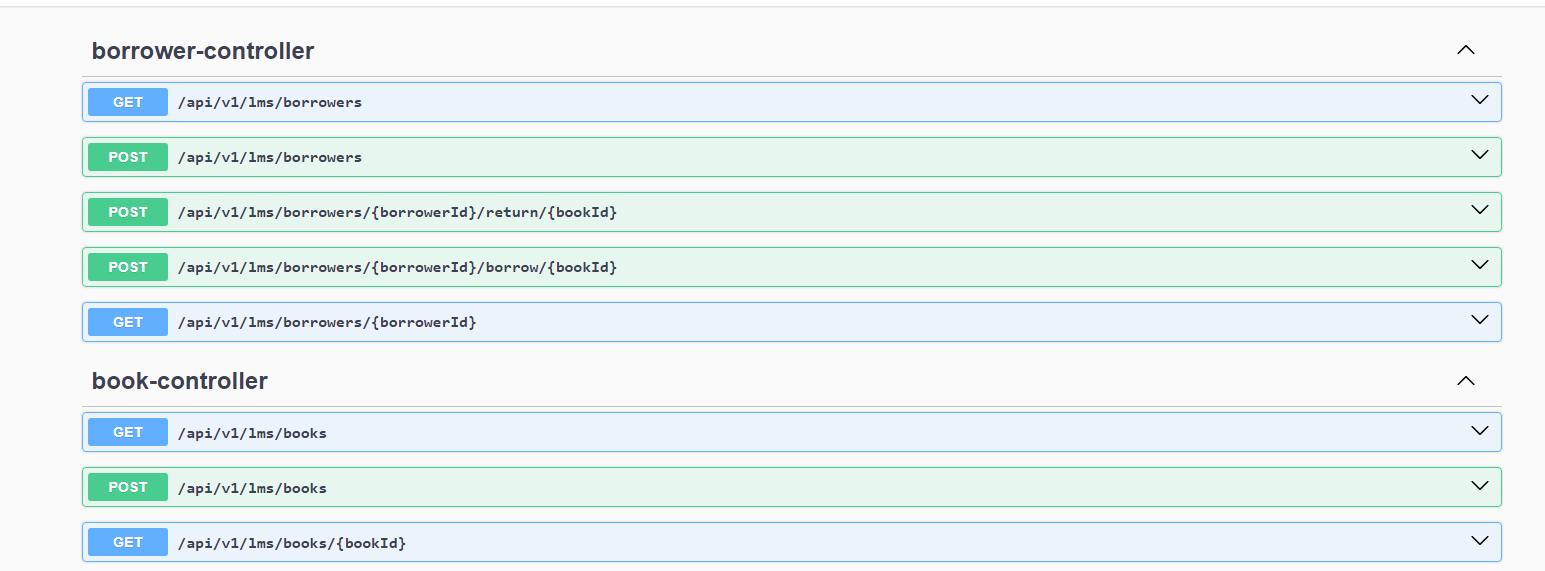 borrower-controller
GET /api/v1/lms/borrowers
POST /api/v1/lms/borrowers
POST /api/v1/lms/borrowers/{borrowerId}/return/{bookId}
POST /api/v1/lms/borrowers/{borrowerId}/borrow/{bookId}
GET /api/v1/lms/borrowers/{borrowerId}
book-controller
GET /api/v1/lms/books
POST /api/v1/lms/books
GET /api/v1/lms/books/{bookId}